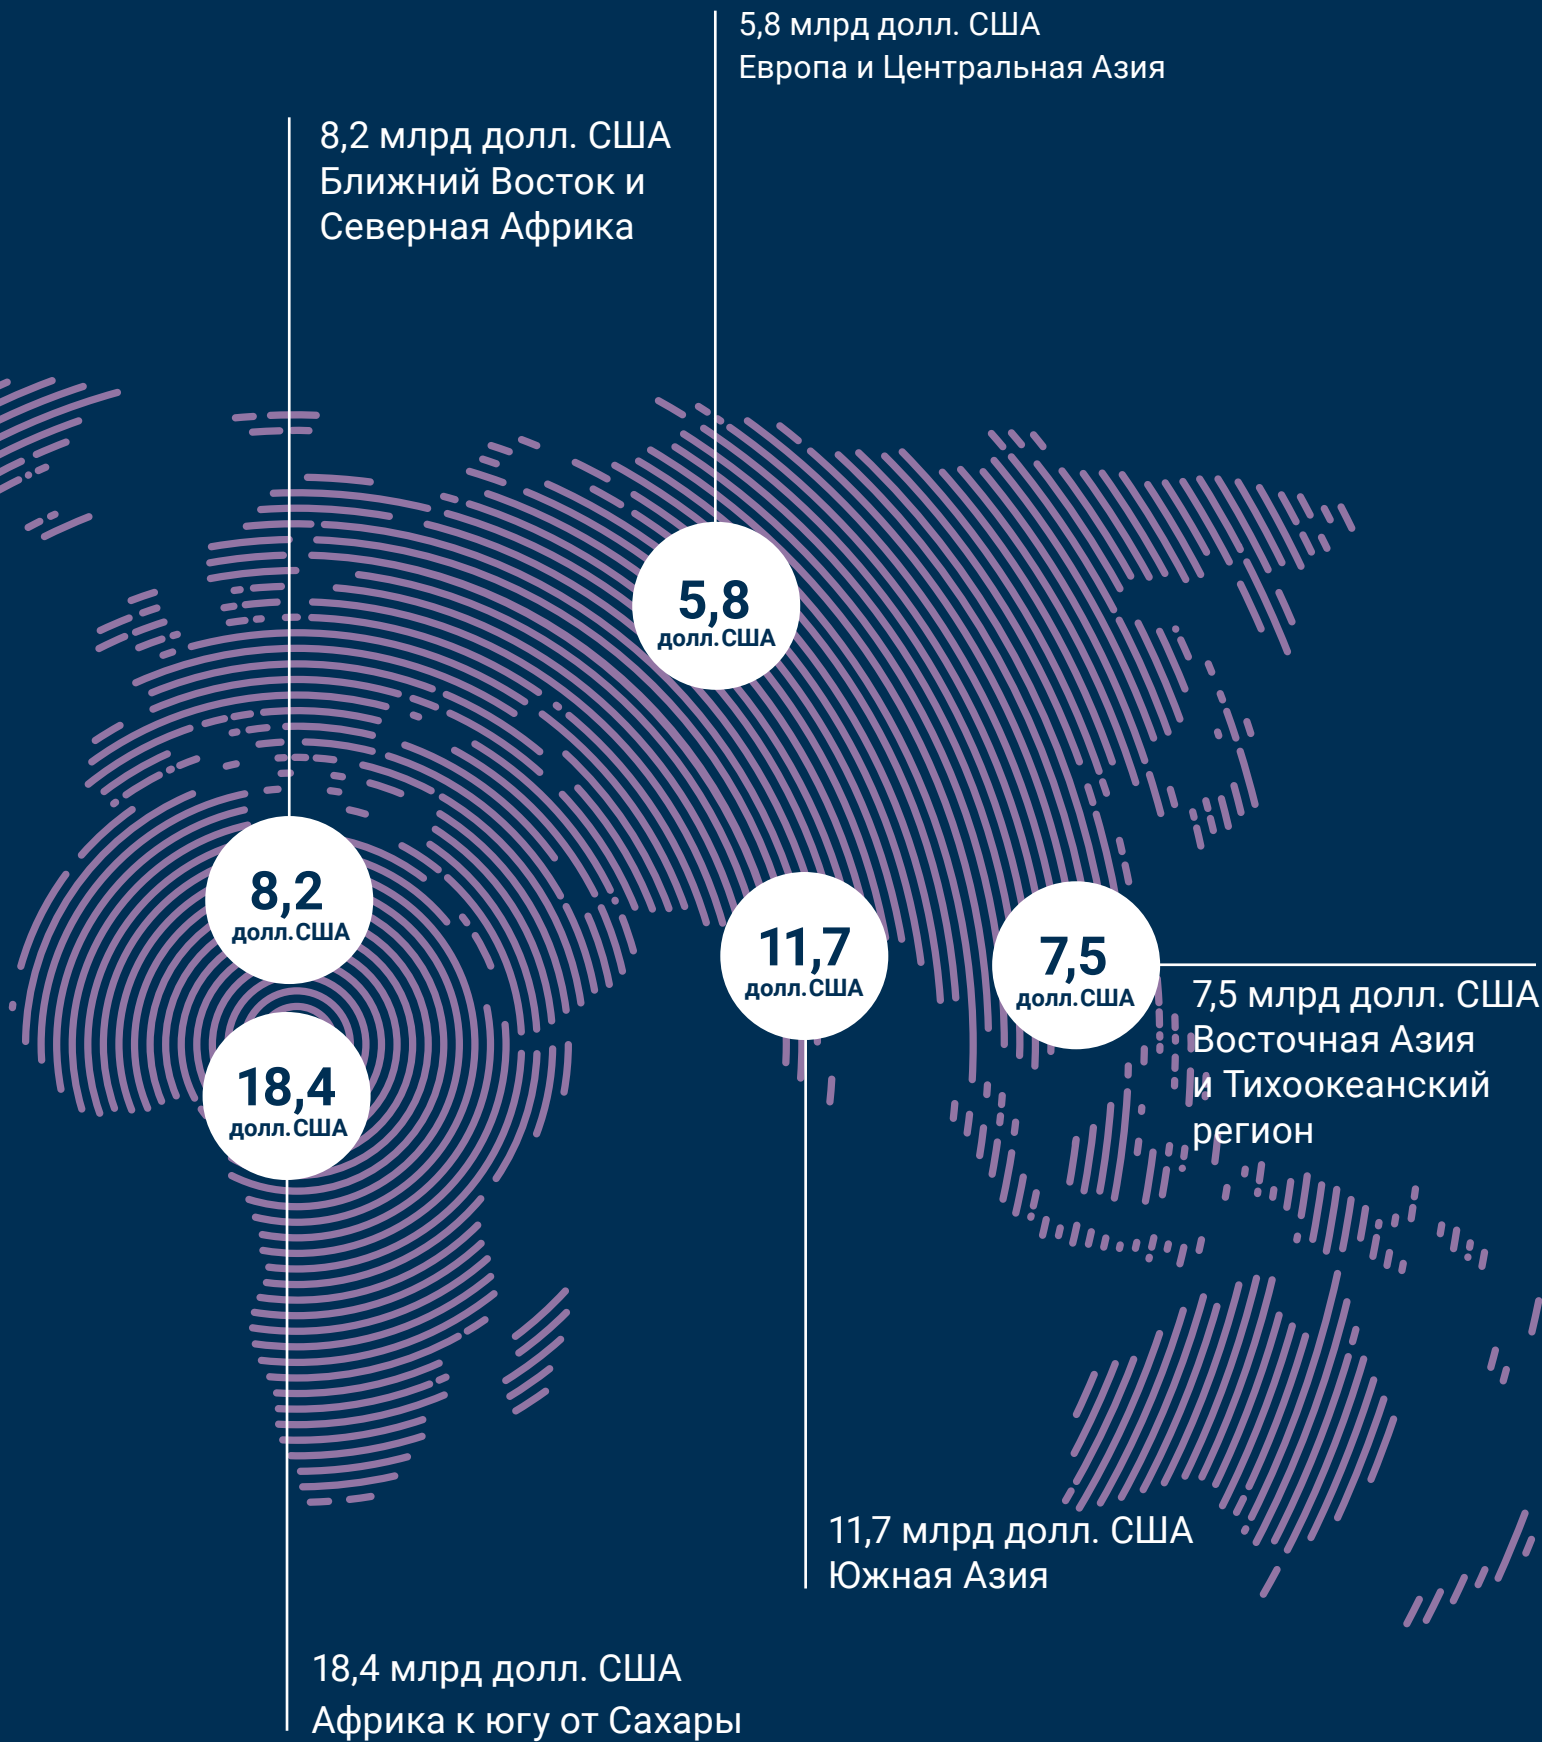 5,8 млрд долл. США
Европа и Центральная Азия
8,2 млрд долл. США
Ближний Восток и
Северная Африка
5,8
долл.США
8,2
долл.США
11,7
долл.США
7,5
долл.США
7,5 млрд долл. США
Восточная Азия
и Тихоокеанский
регион
18,4
долл.США
11,7 млрд долл. США
Южная Азия
18,4 млрд долл. США
Африка к югу от Сахары